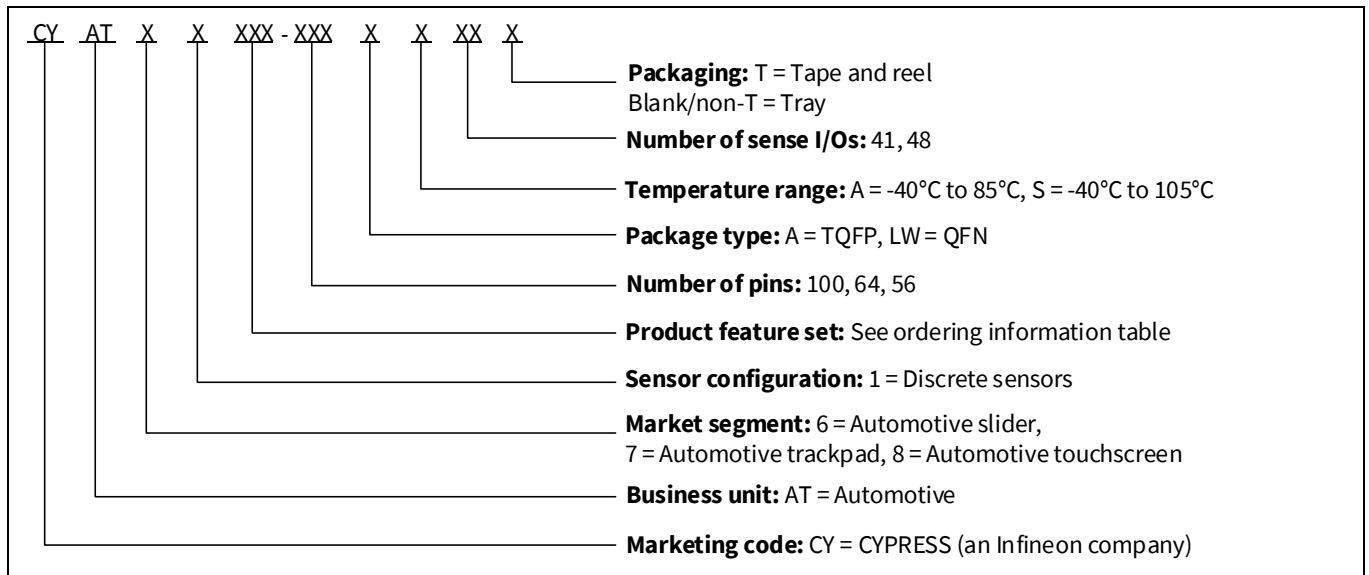 CY AT X X XXX - XXX X X XX X
Packaging: T = Tape and reel
Blank/non-T = Tray
Number of sense I/Os: 41, 48
Temperature range: A = -40°C to 85°C, S = -40°C to 105°C
Package type: A = TQFP, LW = QFN
Number of pins: 100, 64, 56
Product feature set: See ordering information table
Sensor configuration: 1 = Discrete sensors
Market segment: 6 = Automotive slider,
7 = Automotive trackpad, 8 = Automotive touchscreen
Business unit: AT = Automotive
Marketing code: CY = CYPRESS (an Infineon company)